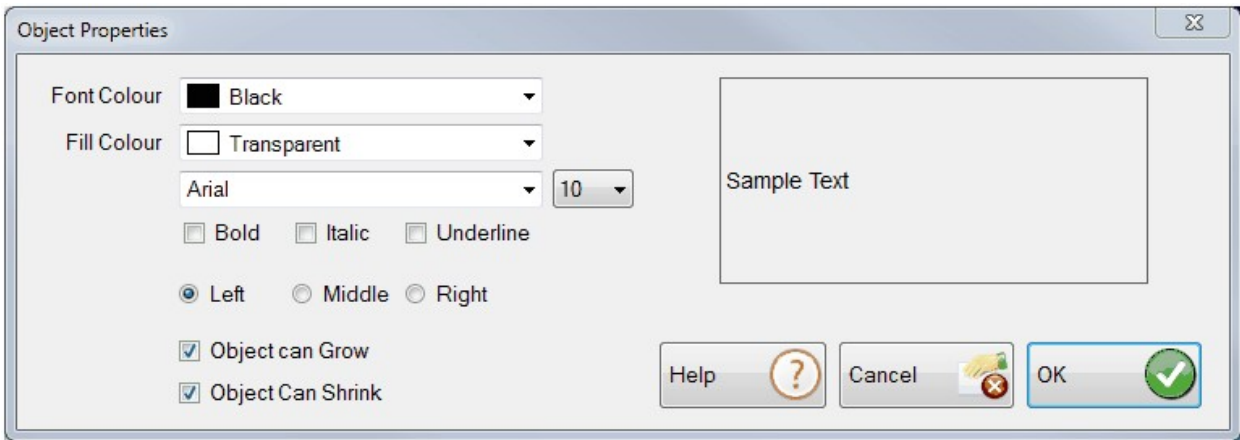 Object Properties
Font Colour Black
Fill Colour Transparent
Arial 10
Sample Text
Bold Italic Underline
Left Middle Right
Object can Grow
Object Can Shrink
Help ? Cancel OK